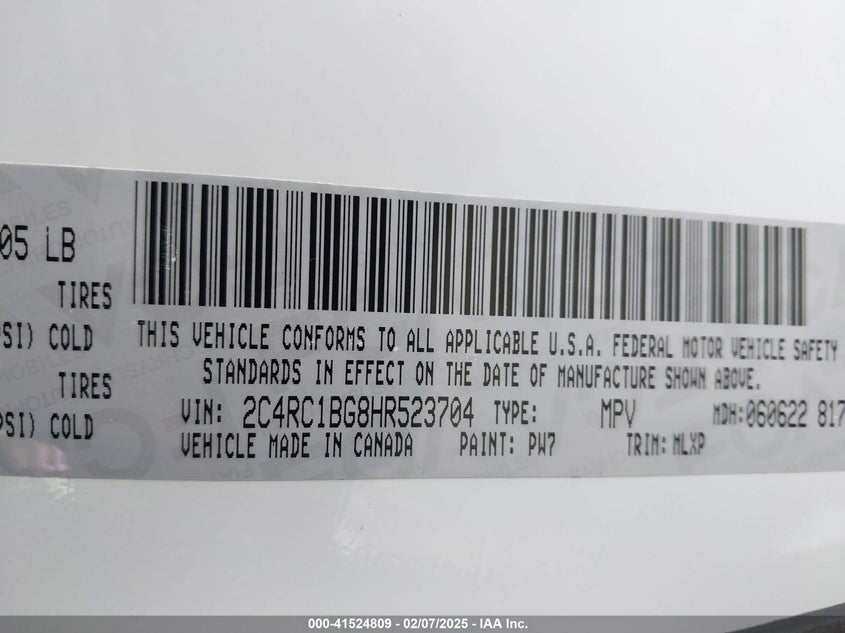 05 LB
TIRES
PSI) COLD
TIRES
PSI) COLD
THIS VEHICLE CONFORMS TO ALL APPLICABLE U.S.A. FEDERAL MOTOR VEHICLE SAFETY
STANDARDS IN EFFECT ON THE DATE OF MANUFACTURE SHOWN ABOVE.
VIN: 2C4RC1BG8HR523704 TYPE: MPV MDH:060622 817
VEHICLE MADE IN CANADA PAINT: PW7 TRIM: MLXP
000-41524809 - 02/07/2025 - IAA Inc.